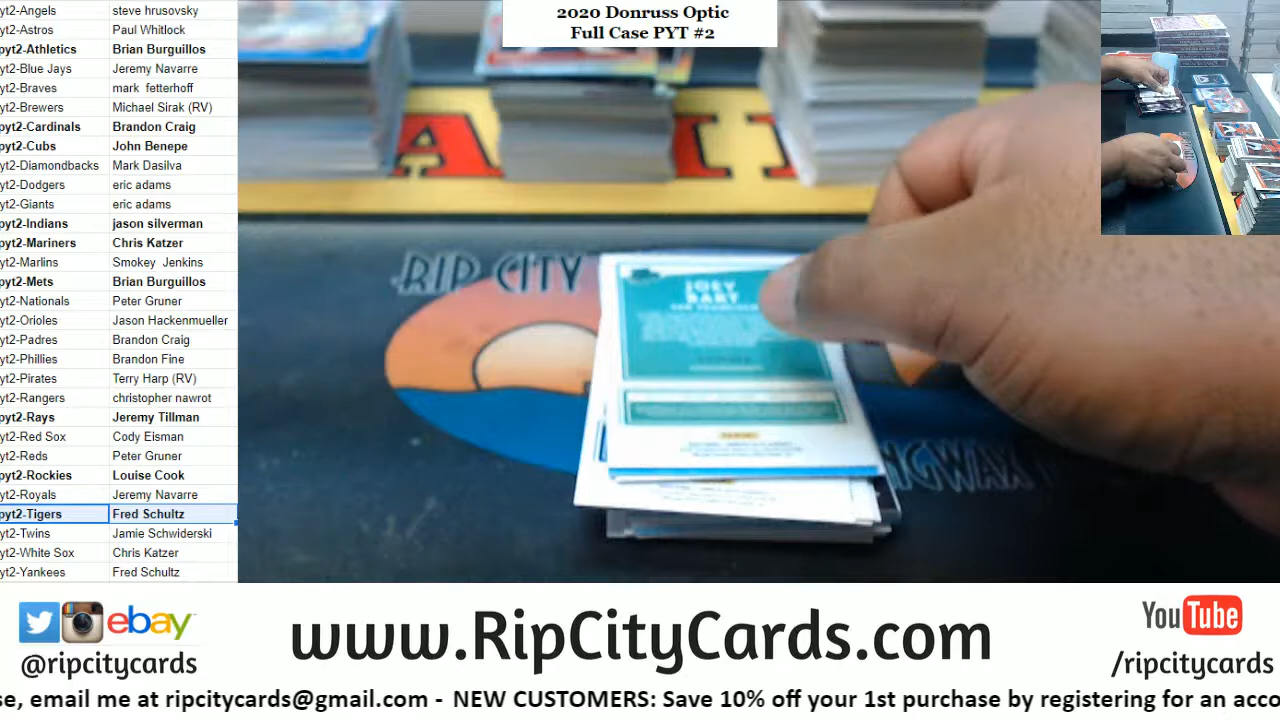 2020 Donruss Optic
Full Case PYT #2
yt2-Angels steve hrusovsky
yt2-Astros Paul Whitlock
pyt2-Athletics Brian Burguillos
yt2-Blue Jays Jeremy Navarre
yt2-Braves mark fetterhoff
yt2-Brewers Michael Sirak (RV)
pyt2-Cardinals Brandon Craig
pyt2-Cubs John Benepe
yt2-Diamondbacks Mark Dasilva
yt2-Dodgers eric adams
yt2-Giants eric adams
pyt2-Indians jason silverman
pyt2-Mariners Chris Katzer
yt2-Marlins Smokey Jenkins
pyt2-Mets Brian Burguillos
yt2-Nationals Peter Gruner
yt2-Orioles Jason Hackenmueller
yt2-Padres Brandon Craig
yt2-Phillies Brandon Fine
yt2-Pirates Terry Harp (RV)
yt2-Rangers christopher nawrot
pyt2-Rays Jeremy Tillman
yt2-Red Sox Cody Elsman
yt2-Reds Peter Gruner
pyt2-Rockies Louise Cook
yt2-Royals Jeremy Navarre
pyt2-Tigers Fred Schultz
yt2-Twins Jamie Schwiderski
yt2-White Sox Chris Katzer
yt2-Yankees Fred Schultz
RIP CITY
JOEY
BART
NGWAX
ebay
@ripcitycards
www.RipCityCards.com
YouTube
/ripcitycards
se, email me at ripcitycards@gmail.com - NEW CUSTOMERS: Save 10% off your 1st purchase by registering for an acco